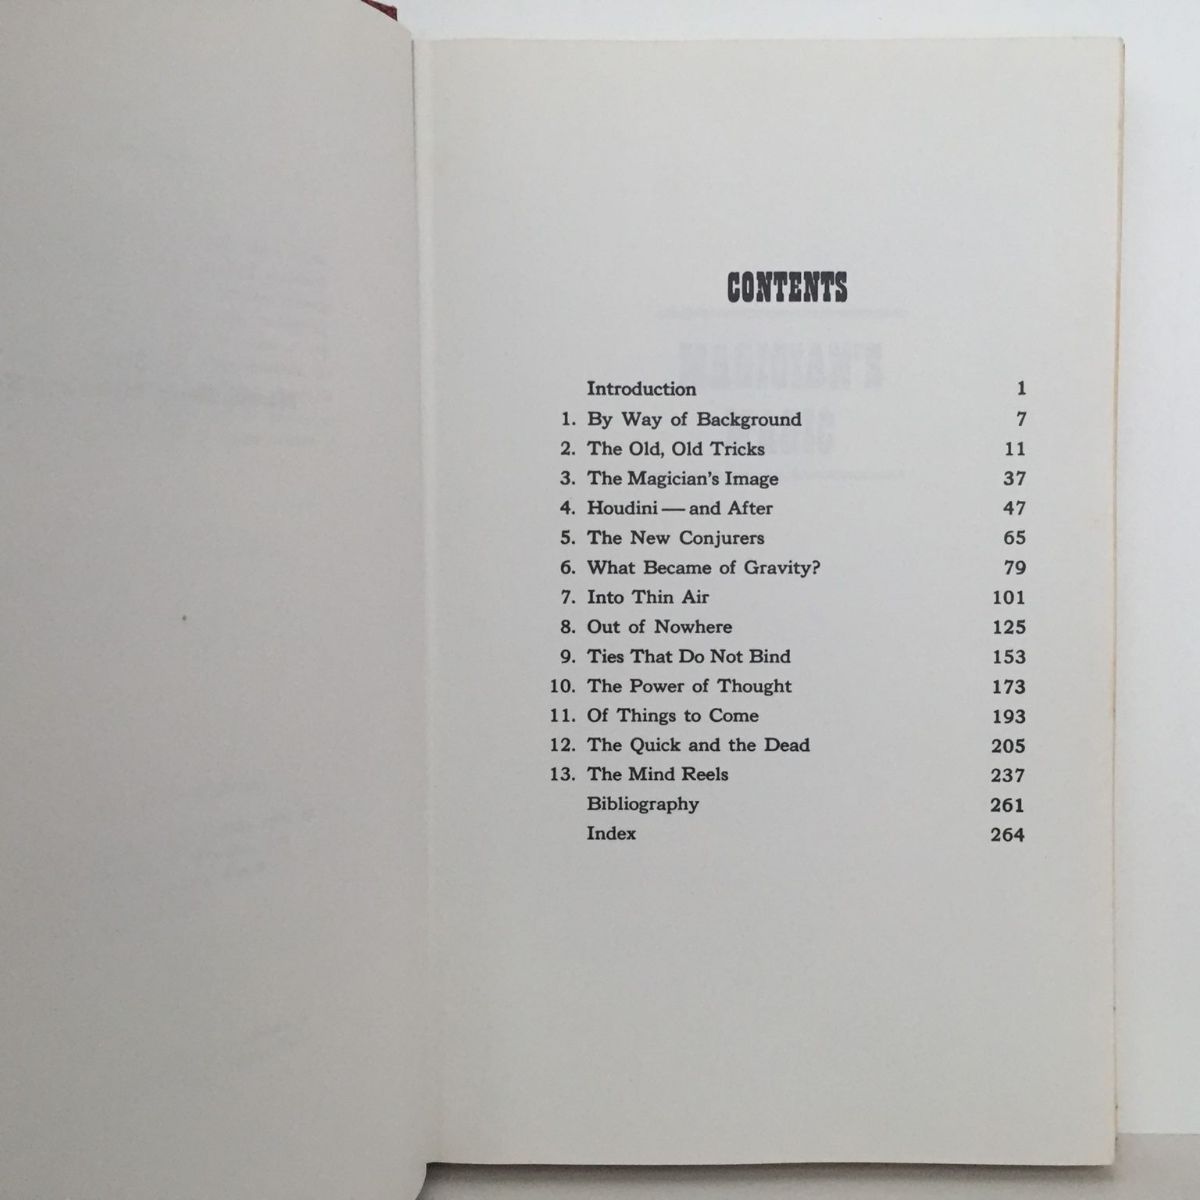 CONTENTS
Introduction 1
1. By Way of Background 7
2. The Old, Old Tricks 11
3. The Magician's Image 37
4. Houdini — and After 47
5. The New Conjurers 65
6. What Became of Gravity? 79
7. Into Thin Air 101
8. Out of Nowhere 125
9. Ties That Do Not Bind 153
10. The Power of Thought 173
11. Of Things to Come 193
12. The Quick and the Dead 205
13. The Mind Reels 237
Bibliography 261
Index 264